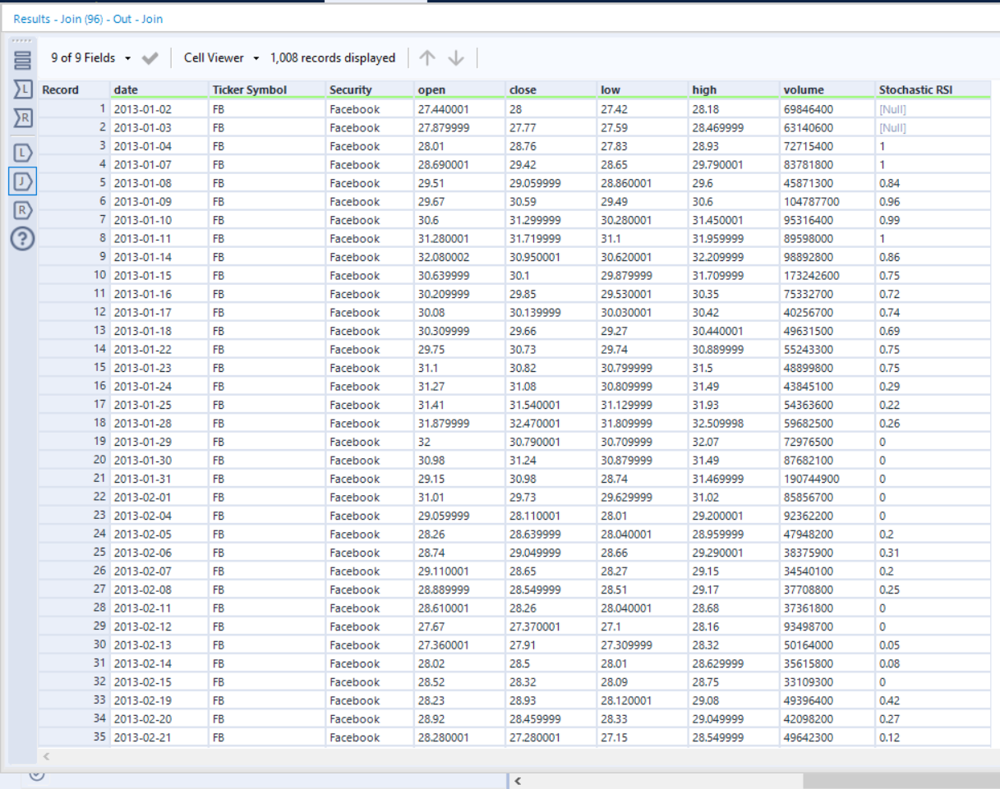 Results - Join (96) - Out - Join
9 of 9 Fields Cell Viewer 1,008 records displayed
L
R
L
J
R
?
Record date Ticker Symbol Security open close low high volume Stochastic RSI
1 2013-01-02 FB Facebook 27.440001 28 27.42 28.18 69846400 [Null]
2 2013-01-03 FB Facebook 27.879999 27.77 27.59 28.469999 63140600 [Null]
3 2013-01-04 FB Facebook 28.01 28.76 27.83 28.93 72715400 1
4 2013-01-07 FB Facebook 28.690001 29.42 28.65 29.790001 83781800 1
5 2013-01-08 FB Facebook 29.51 29.059999 28.860001 29.6 45871300 0.84
6 2013-01-09 FB Facebook 29.67 30.59 29.49 30.6 104787700 0.96
7 2013-01-10 FB Facebook 30.6 31.299999 30.280001 31.450001 95316400 0.99
8 2013-01-11 FB Facebook 31.280001 31.719999 31.1 31.959999 89598000 1
9 2013-01-14 FB Facebook 32.080002 30.950001 30.620001 32.209999 98892800 0.86
10 2013-01-15 FB Facebook 30.639999 30.1 29.879999 31.709999 173242600 0.75
11 2013-01-16 FB Facebook 30.209999 29.85 29.530001 30.35 75332700 0.72
12 2013-01-17 FB Facebook 30.08 30.139999 30.030001 30.42 40256700 0.74
13 2013-01-18 FB Facebook 30.309999 29.66 29.27 30.440001 49631500 0.69
14 2013-01-22 FB Facebook 29.75 30.73 29.74 30.889999 55243300 0.75
15 2013-01-23 FB Facebook 31.1 30.82 30.799999 31.5 48899800 0.75
16 2013-01-24 FB Facebook 31.27 31.08 30.809999 31.49 43845100 0.29
17 2013-01-25 FB Facebook 31.41 31.540001 31.129999 31.93 54363600 0.22
18 2013-01-28 FB Facebook 31.879999 32.470001 31.809999 32.509998 59682500 0.26
19 2013-01-29 FB Facebook 32 30.790001 30.709999 32.07 72976500 0
20 2013-01-30 FB Facebook 30.98 31.24 30.879999 31.49 87682100 0
21 2013-01-31 FB Facebook 29.15 30.98 28.74 31.469999 190744900 0
22 2013-02-01 FB Facebook 31.01 29.73 29.629999 31.02 85856700 0
23 2013-02-04 FB Facebook 29.059999 28.110001 28.01 29.200001 92362200 0
24 2013-02-05 FB Facebook 28.26 28.639999 28.040001 28.959999 47948200 0.2
25 2013-02-06 FB Facebook 28.74 29.049999 28.66 29.290001 38375900 0.31
26 2013-02-07 FB Facebook 29.110001 28.65 28.27 29.15 34540100 0.2
27 2013-02-08 FB Facebook 28.889999 28.549999 28.51 29.17 37708800 0.25
28 2013-02-11 FB Facebook 28.610001 28.26 28.040001 28.68 37361800 0
29 2013-02-12 FB Facebook 27.67 27.370001 27.1 28.16 93498700 0
30 2013-02-13 FB Facebook 27.360001 27.91 27.309999 28.32 50164000 0.05
31 2013-02-14 FB Facebook 28.02 28.5 28.01 28.629999 35615800 0.08
32 2013-02-15 FB Facebook 28.52 28.32 28.09 28.75 33109300 0
33 2013-02-19 FB Facebook 28.23 28.93 28.120001 29.08 49396400 0.42
34 2013-02-20 FB Facebook 28.92 28.459999 28.33 29.049999 42098200 0.27
35 2013-02-21 FB Facebook 28.280001 27.280001 27.15 28.549999 49642300 0.12